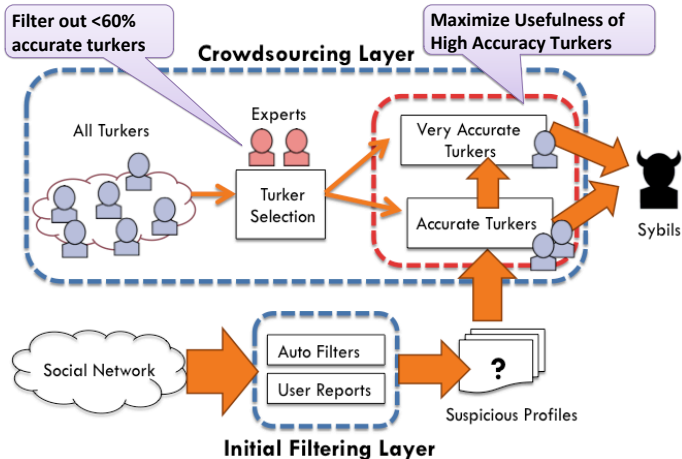 Filter out <60%
accurate turkers
Maximize Usefulness of
High Accuracy Turkers
Crowdsourcing Layer
All Turkers
Experts
Turker
Selection
Very Accurate
Turkers
Accurate Turkers
Sybils
Social Network
Auto Filters
User Reports
?
Suspicious Profiles
Initial Filtering Layer